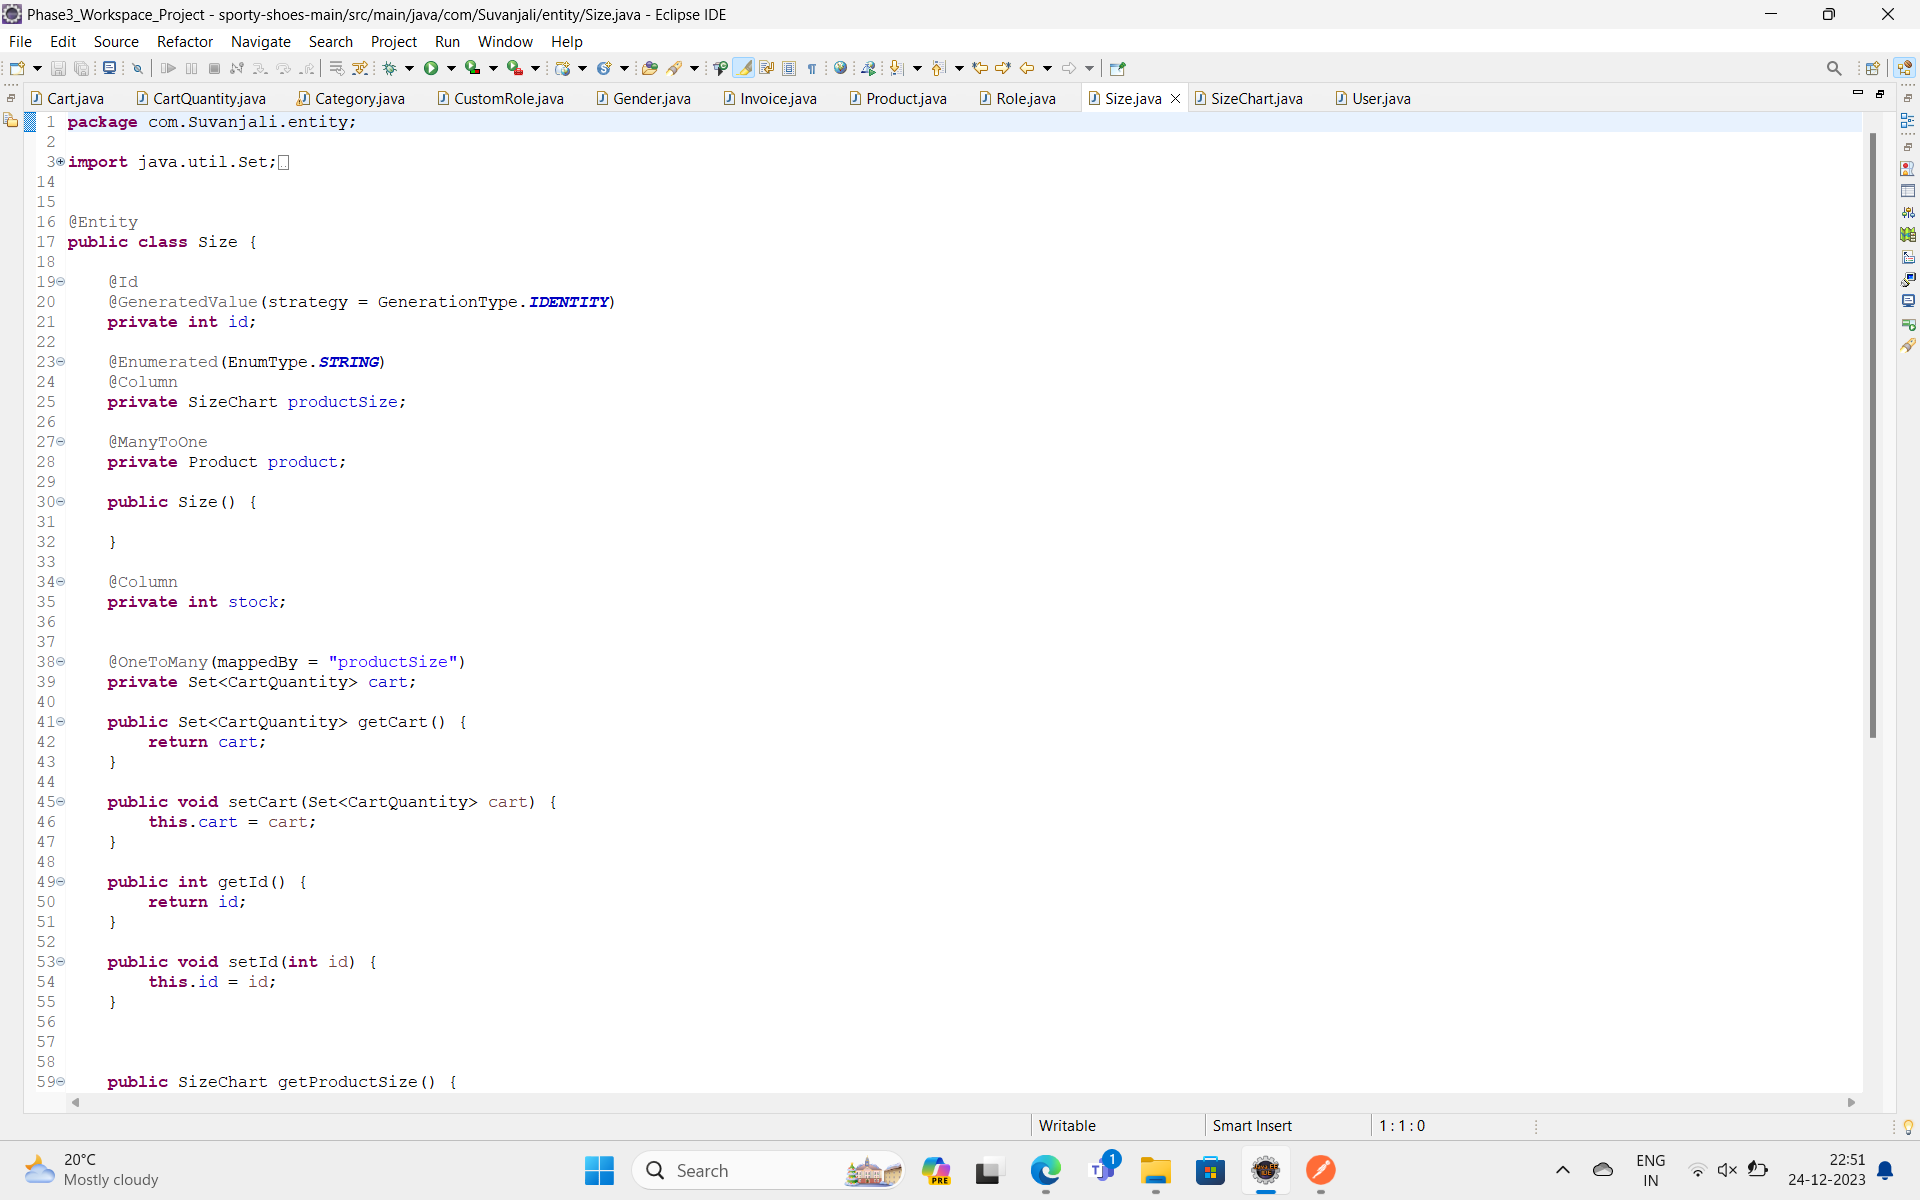 Phase3_Workspace_Project - sporty-shoes-main/src/main/java/com/Suvanjali/entity/Size.java - Eclipse IDE
File Edit Source Refactor Navigate Search Project Run Window Help
Cart.java CartQuantity.java Category.java CustomRole.java Gender.java Invoice.java Product.java Role.java Size.java SizeChart.java User.java
1 package com.Suvanjali.entity;
2
3 import java.util.Set;
14
15
16 @Entity
17 public class Size {
18
19 @Id
20 @GeneratedValue(strategy = GenerationType.IDENTITY)
21 private int id;
22
23 @Enumerated(EnumType.STRING)
24 @Column
25 private SizeChart productSize;
26
27 @ManyToOne
28 private Product product;
29
30 public Size() {
31
32 }
33
34 @Column
35 private int stock;
36
37
38 @OneToMany(mappedBy = "productSize")
39 private Set<CartQuantity> cart;
40
41 public Set<CartQuantity> getCart() {
42 return cart;
43 }
44
45 public void setCart(Set<CartQuantity> cart) {
46 this.cart = cart;
47 }
48
49 public int getId() {
50 return id;
51 }
52
53 public void setId(int id) {
54 this.id = id;
55 }
56
57
58
59 public SizeChart getProductSize() {
Writable Smart Insert 1 : 1 : 0
20°C
Mostly cloudy
Search
PRE
1
ENG
IN
22:51
24-12-2023